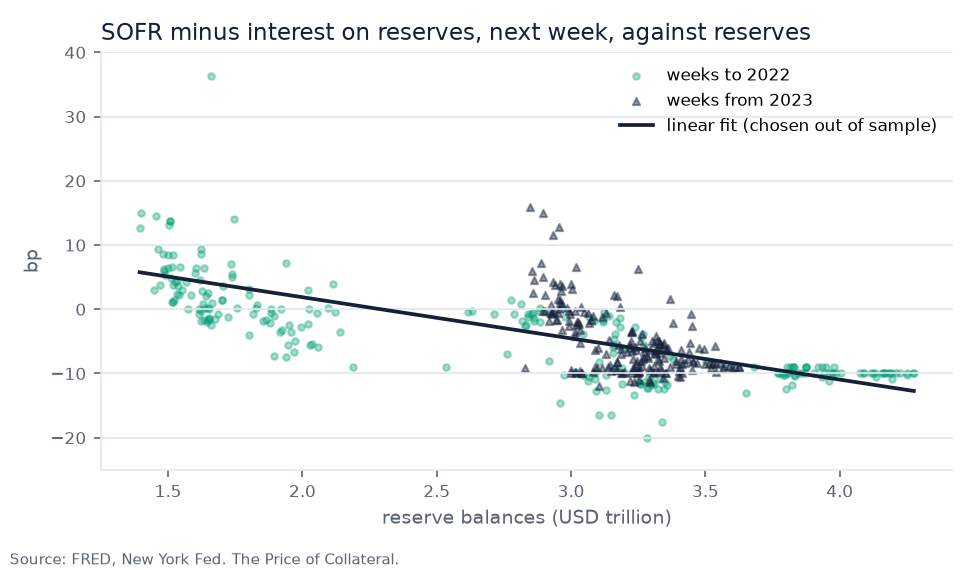 SOFR minus interest on reserves, next week, against reserves
40
30
20
10
0
−10
−20
bp
weeks to 2022
weeks from 2023
linear fit (chosen out of sample)
1.5
2.0
2.5
3.0
3.5
4.0
reserve balances (USD trillion)
Source: FRED, New York Fed. The Price of Collateral.